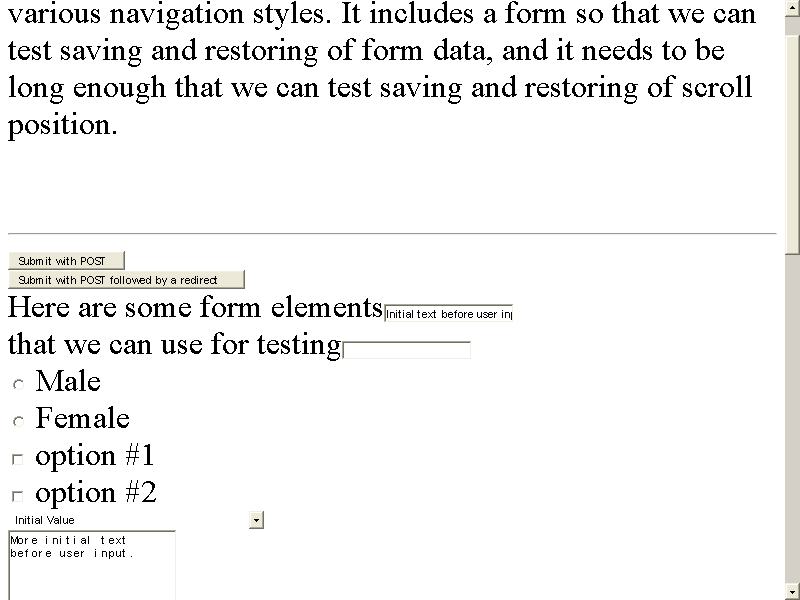 various navigation styles. It includes a form so that we can
test saving and restoring of form data, and it needs to be
long enough that we can test saving and restoring of scroll
position.
Submit with POST
Submit with POST followed by a redirect
Here are some form elements Initial text before user in
that we can use for testing
Male
Female
option #1
option #2
Initial Value
More initial text
before user input.